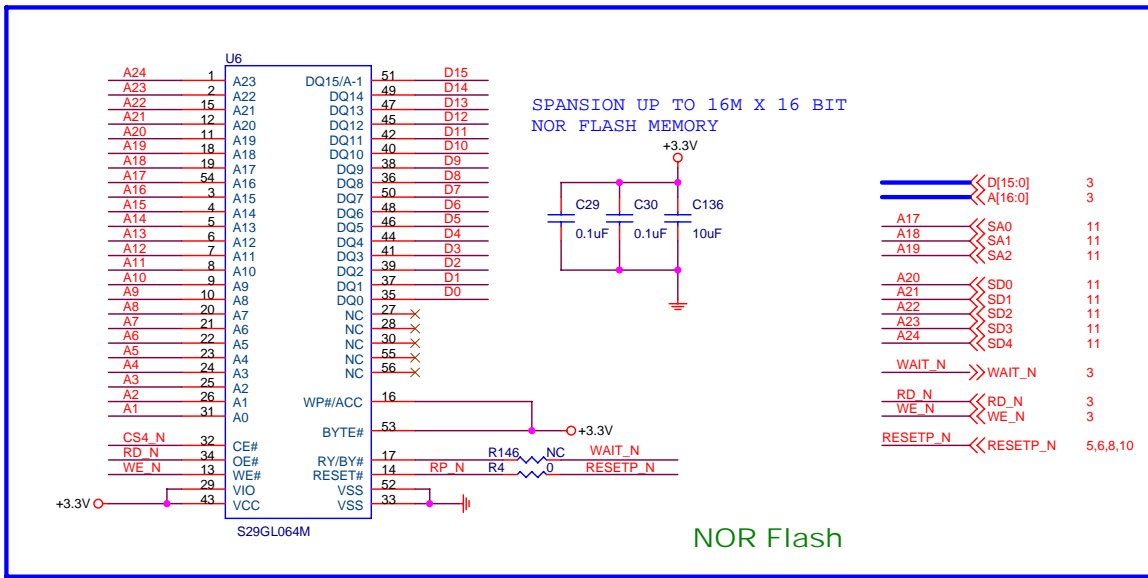 U6
A24 1 A23 DQ15/A-1 51 D15
A23 2 A22 DQ14 49 D14
A22 15 A21 DQ13 47 D13
A21 12 A20 DQ12 45 D12
A20 11 A19 DQ11 42 D11
A19 18 A18 DQ10 40 D10
A18 19 A17 DQ9 38 D9
A17 54 A16 DQ8 36 D8
A16 3 A15 DQ7 50 D7
A15 4 A14 DQ6 48 D6
A14 5 A13 DQ5 46 D5
A13 6 A12 DQ4 44 D4
A12 7 A11 DQ3 41 D3
A11 8 A10 DQ2 39 D2
A10 9 A9 DQ1 37 D1
A9 10 A8 DQ0 35 D0
A8 20 A7 NC 27
A7 21 A6 NC 28
A6 22 A5 NC 30
A5 23 A4 NC 55
A4 24 A3 NC 56
A3 25 A2
A2 26 A1 WP#/ACC 16
A1 31 A0
BYTE# 53 +3.3V
CS4_N 32 CE#
RD_N 34 OE# RY/BY# 17 R146 NC WAIT_N
WE_N 13 WE# RESET# 14 RP_N R4 0 RESETP_N
29 VIO VSS 52
+3.3V 43 VCC VSS 33
S29GL064M
SPANSION UP TO 16M X 16 BIT
NOR FLASH MEMORY
+3.3V
C29 C30 C136
0.1uF 0.1uF 10uF
D[15:0] 3
A[16:0] 3
A17 SA0 11
A18 SA1 11
A19 SA2 11
A20 SD0 11
A21 SD1 11
A22 SD2 11
A23 SD3 11
A24 SD4 11
WAIT_N WAIT_N 3
RD_N RD_N 3
WE_N WE_N 3
RESETP_N RESETP_N 5,6,8,10
NOR Flash